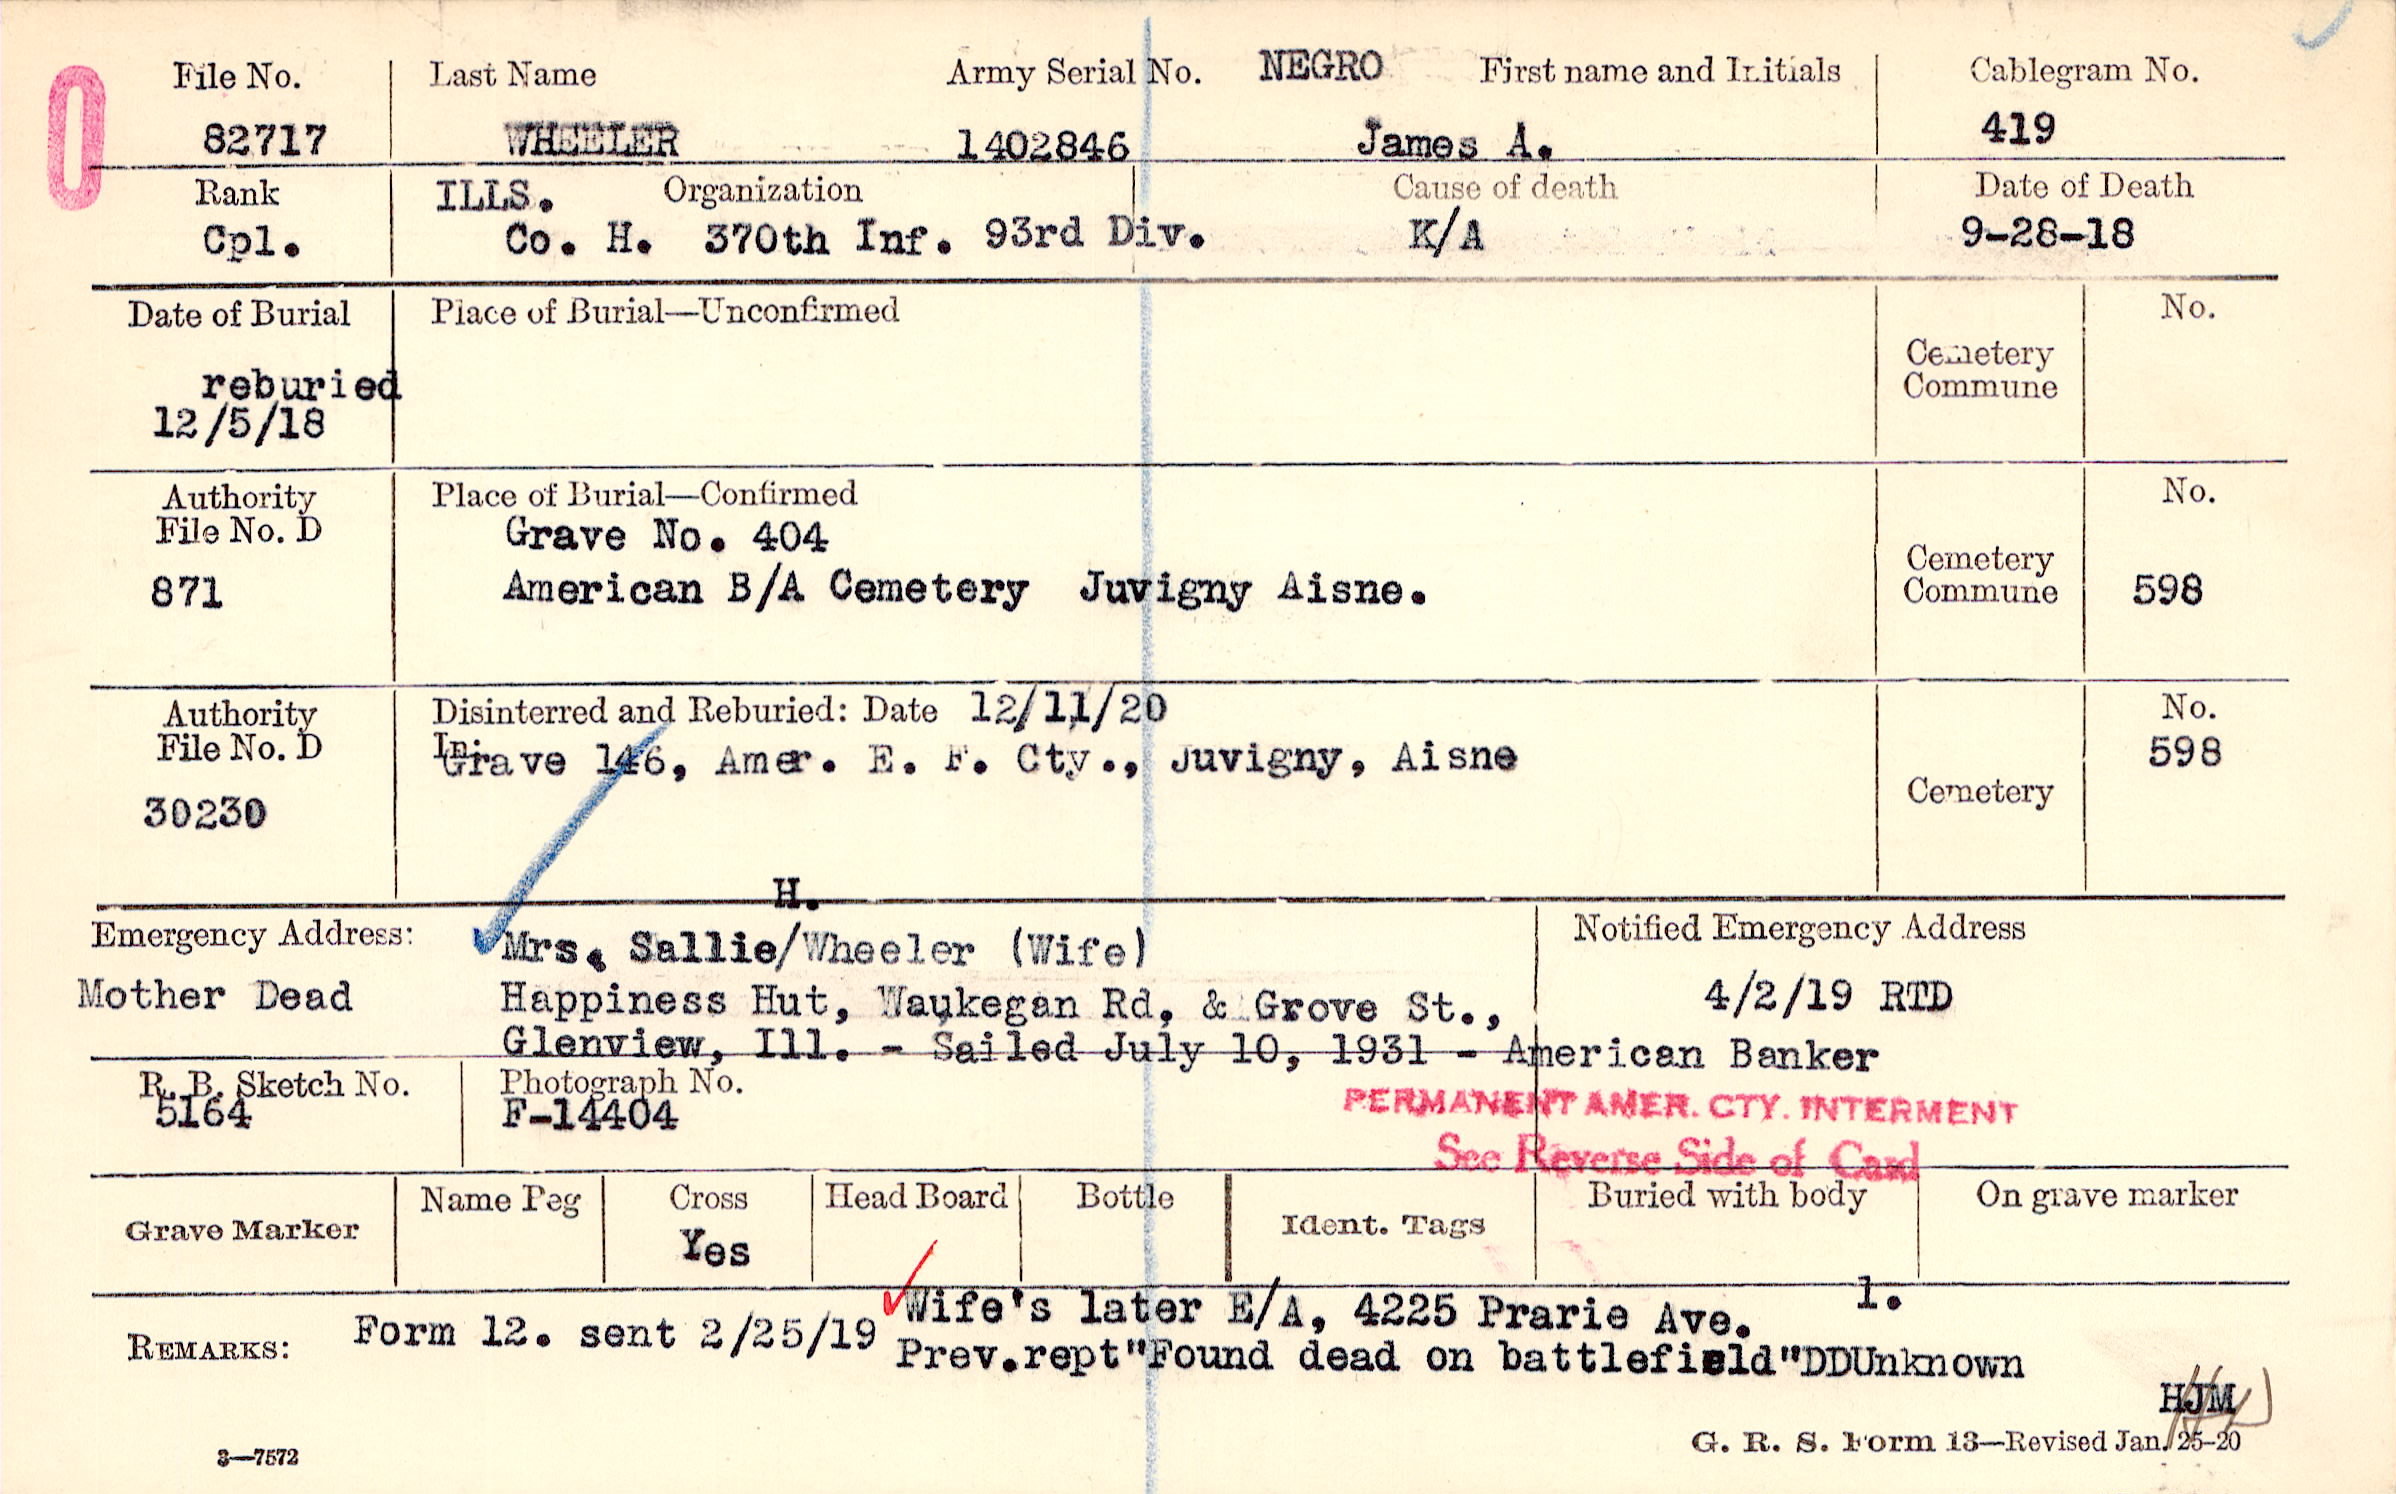 File No. Last Name Army Serial No. NEGRO First name and Initials Cablegram No.
82717 WHEELER 1402846 James A. 419
Rank ILLS. Organization Cause of death Date of Death
Cpl. Co. H. 370th Inf. 93rd Div. K/A 9-28-18
Date of Burial Place of Burial—Unconfirmed No.
Cemetery
Commune
reburied
12/5/18
Authority Place of Burial—Confirmed No.
File No. D Grave No. 404
Cemetery
871 American B/A Cemetery Juvigny Aisne. Commune 598
Authority Disinterred and Reburied: Date 12/11/20 No.
File No. D In: Grave 146, Amer. E. F. Cty., Juvigny, Aisne 598
Cemetery
30230
H.
Emergency Address: Mrs. Sallie/Wheeler (Wife) Notified Emergency Address
Mother Dead Happiness Hut, Waukegan Rd, & Grove St., 4/2/19 RTD
Glenview, Ill. - Sailed July 10, 1931 - American Banker
R. B. Sketch No. Photograph No.
5164 F-14404 PERMANENT AMER. CTY. INTERMENT
See Reverse Side of Card
Grave Marker Name Peg Cross Head Board Bottle Ident. Tags Buried with body On grave marker
Yes
1.
REMARKS: Form 12. sent 2/25/19 Wife's later E/A, 4225 Prarie Ave.
Prev.rept"Found dead on battlefield"DDUnknown
HJM
3—7572 G. R. S. Form 13—Revised Jan. 25-20